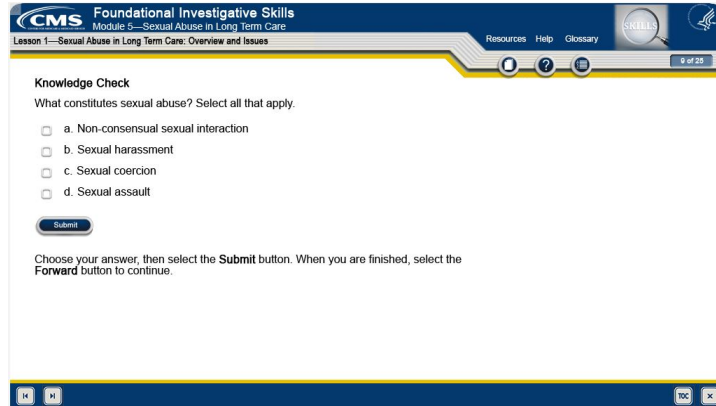 CMS
Foundational Investigative Skills
Module 5—Sexual Abuse in Long Term Care
Lesson 1—Sexual Abuse in Long Term Care: Overview and Issues
Resources Help Glossary
SKILLS
?
of 25
Knowledge Check
What constitutes sexual abuse? Select all that apply.
a. Non-consensual sexual interaction
b. Sexual harassment
c. Sexual coercion
d. Sexual assault
Submit
Choose your answer, then select the Submit button. When you are finished, select the
Forward button to continue.
TOC X